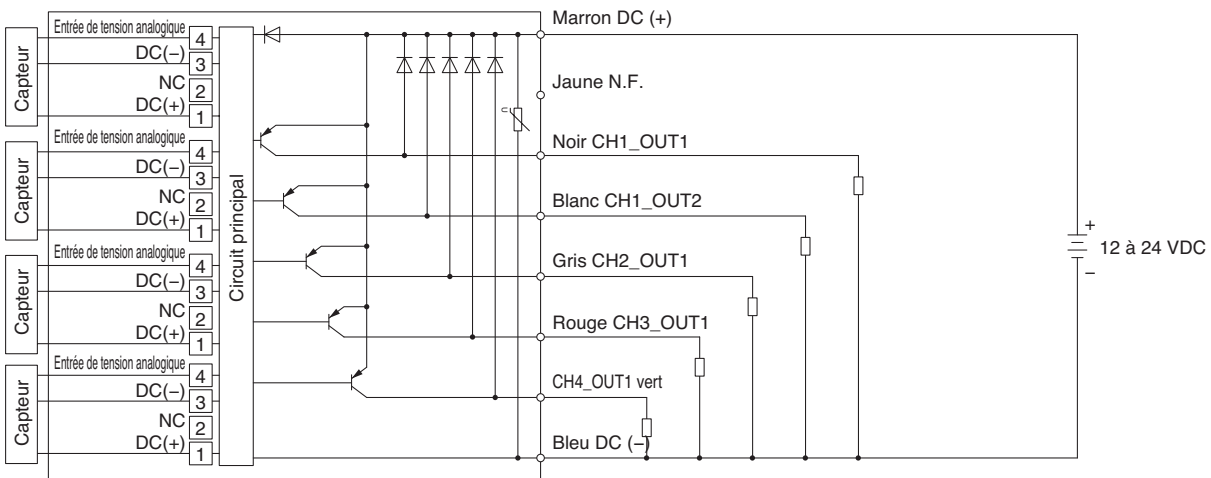 Marron DC (+)
Entrée de tension analogique 4
DC(−) 3
NC 2
DC(+) 1
Capteur
Jaune N.F.
U
Noir CH1_OUT1
Entrée de tension analogique 4
DC(−) 3
NC 2
DC(+) 1
Capteur
Circuit principal
Blanc CH1_OUT2
+
12 à 24 VDC
−
Entrée de tension analogique 4
DC(−) 3
NC 2
DC(+) 1
Capteur
Gris CH2_OUT1
Rouge CH3_OUT1
Entrée de tension analogique 4
DC(−) 3
NC 2
DC(+) 1
Capteur
CH4_OUT1 vert
Bleu DC (−)